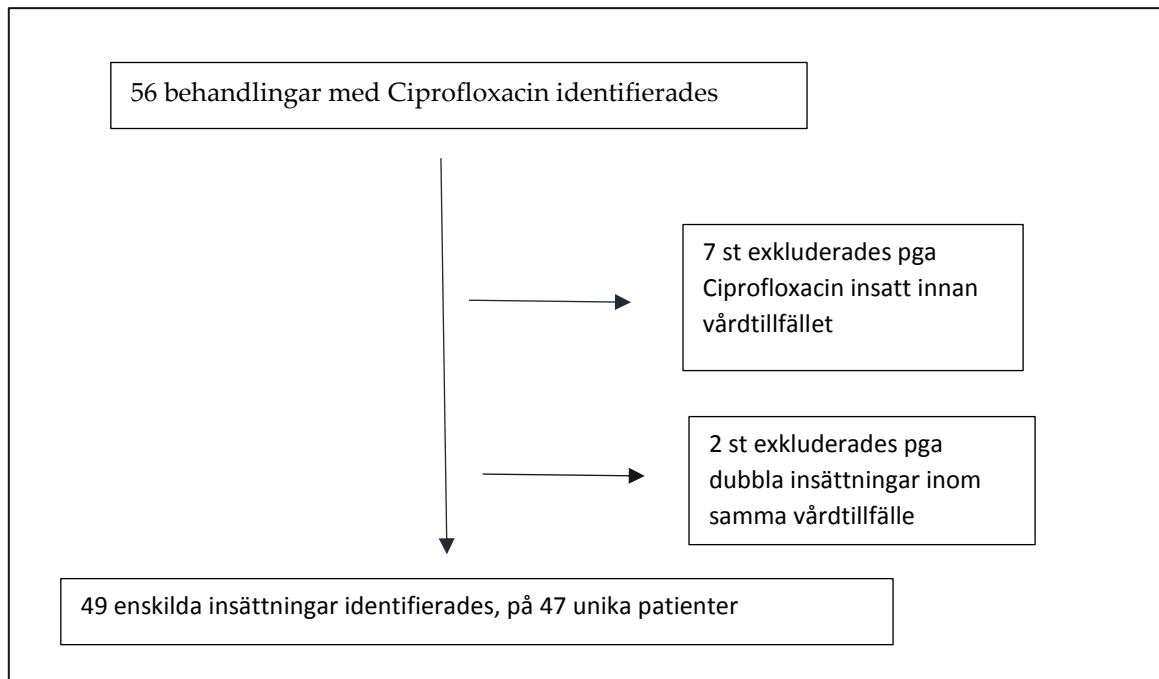 56 behandlingar med Ciprofloxacin identifierades
7 st exkluderades pga
Ciprofloxacin insatt innan
vårdtillfället
2 st exkluderades pga
dubbla insättningar inom
samma vårdtillfälle
49 enskilda insättningar identifierades, på 47 unika patienter